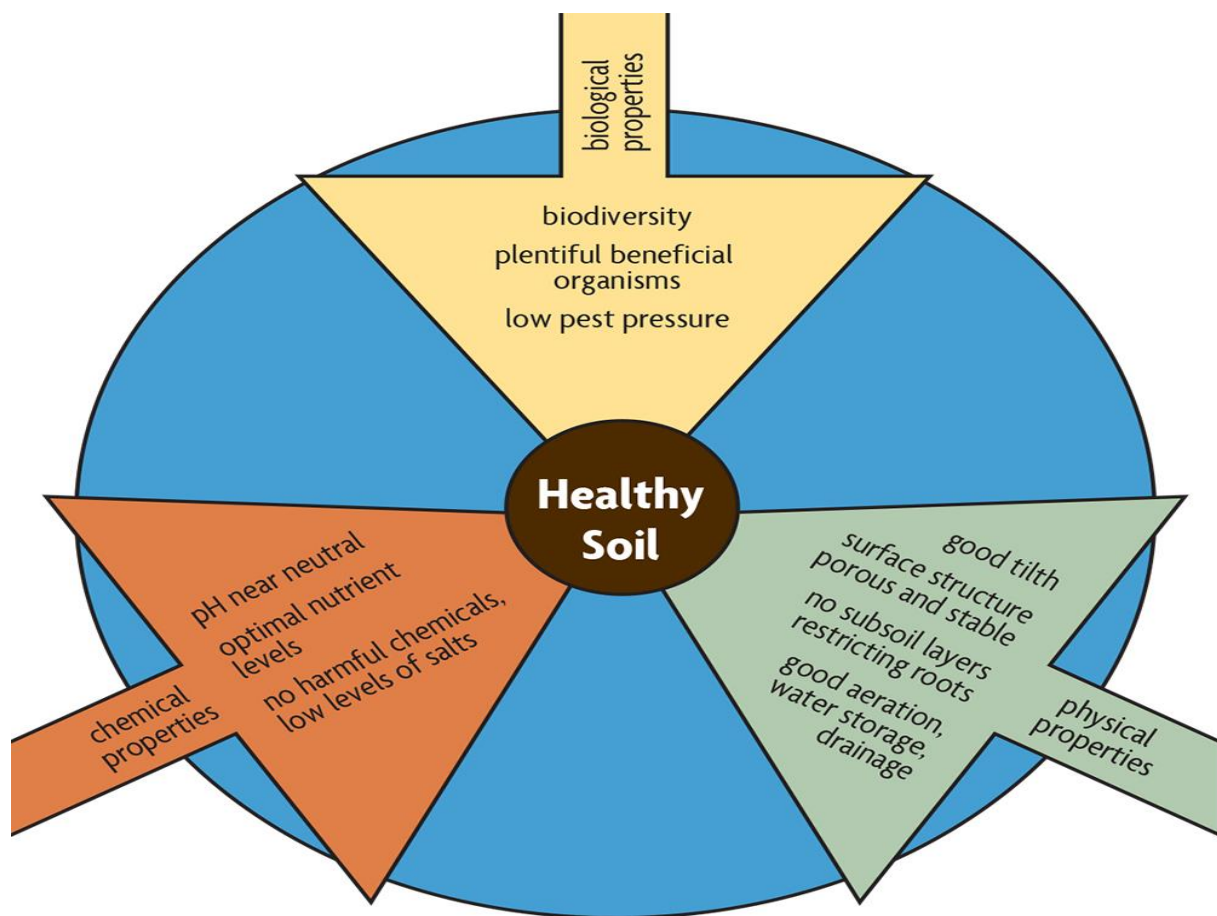 biological
properties
biodiversity
plentiful beneficial
organisms
low pest pressure
Healthy
Soil
pH near neutral
optimal nutrient
levels
no harmful chemicals,
low levels of salts
chemical
properties
good tilth
surface structure
porous and stable
no subsoil layers
restricting roots
good aeration,
water storage,
drainage
physical
properties